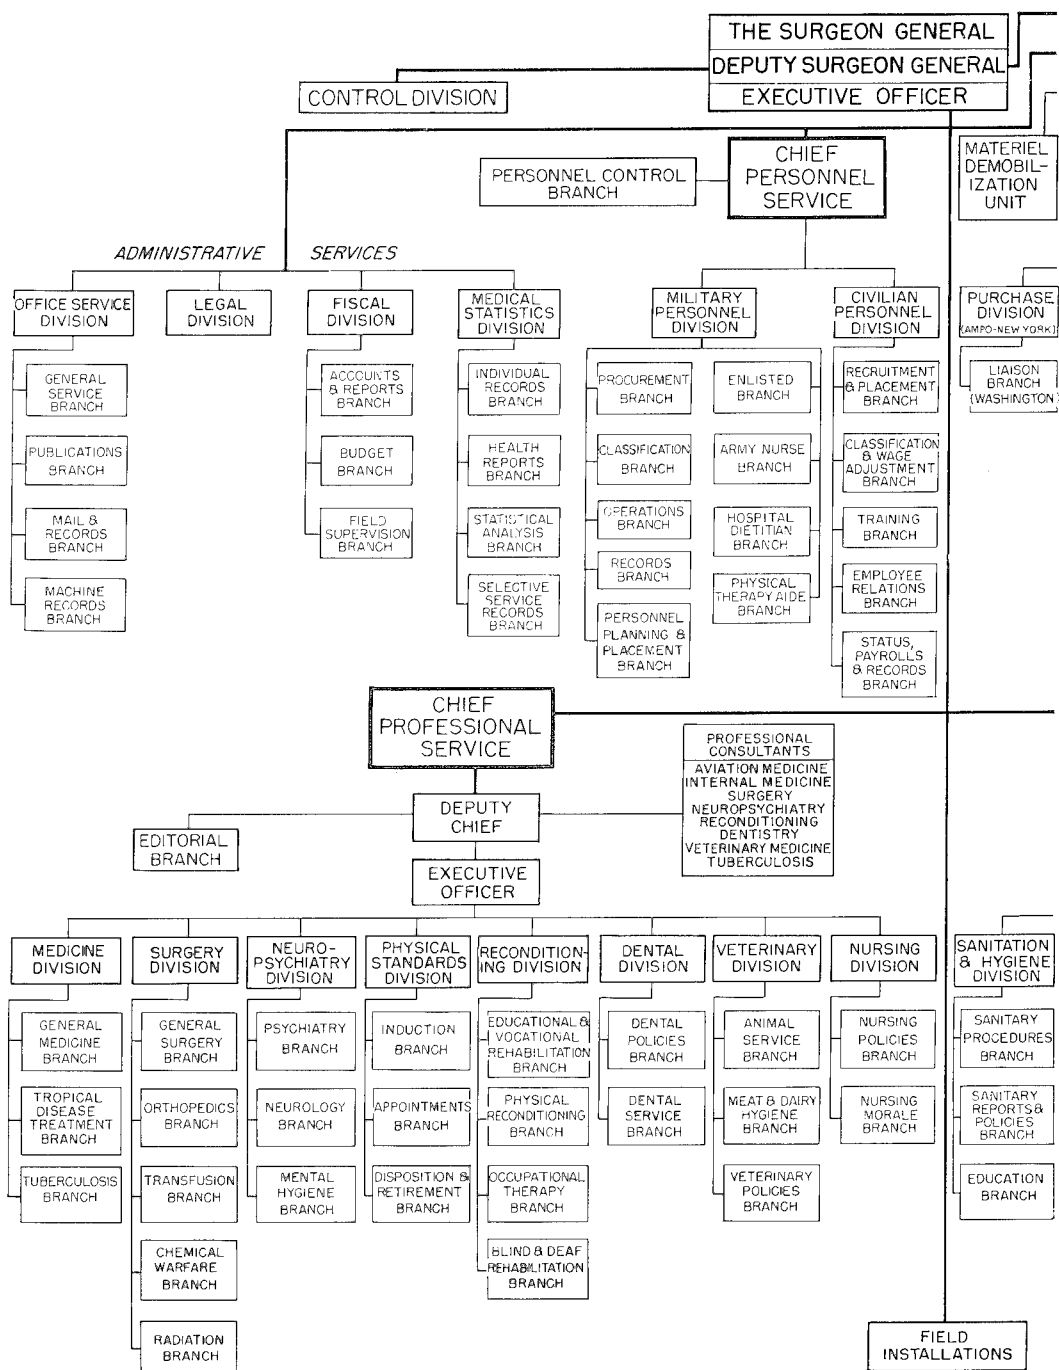 THE SURGEON GENERAL
DEPUTY SURGEON GENERAL
EXECUTIVE OFFICER
CONTROL DIVISION
CHIEF
PERSONNEL
SERVICE
PERSONNEL CONTROL
BRANCH
MATERIEL
DEMOBIL-
IZATION
UNIT
ADMINISTRATIVE SERVICES
OFFICE SERVICE
DIVISION
LEGAL
DIVISION
FISCAL
DIVISION
MEDICAL
STATISTICS
DIVISION
MILITARY
PERSONNEL
DIVISION
CIVILIAN
PERSONNEL
DIVISION
PURCHASE
DIVISION
(AMPO-NEW YORK)
GENERAL
SERVICE
BRANCH
PUBLICATIONS
BRANCH
MAIL &
RECORDS
BRANCH
MACHINE
RECORDS
BRANCH
ACCOUNTS
& REPORTS
BRANCH
BUDGET
BRANCH
FIELD
SUPERVISION
BRANCH
INDIVIDUAL
RECORDS
BRANCH
HEALTH
REPORTS
BRANCH
STATISTICAL
ANALYSIS
BRANCH
SELECTIVE
SERVICE
RECORDS
BRANCH
PROCUREMENT
BRANCH
CLASSIFICATION
BRANCH
OPERATIONS
BRANCH
RECORDS
BRANCH
PERSONNEL
PLANNING &
PLACEMENT
BRANCH
ENLISTED
BRANCH
ARMY NURSE
BRANCH
HOSPITAL
DIETITIAN
BRANCH
PHYSICAL
THERAPY AIDE
BRANCH
RECRUITMENT
& PLACEMENT
BRANCH
CLASSIFICATION
& WAGE
ADJUSTMENT
BRANCH
TRAINING
BRANCH
EMPLOYEE
RELATIONS
BRANCH
STATUS,
PAYROLLS
& RECORDS
BRANCH
LIAISON
BRANCH
(WASHINGTON)
CHIEF
PROFESSIONAL
SERVICE
PROFESSIONAL
CONSULTANTS
AVIATION MEDICINE
INTERNAL MEDICINE
SURGERY
NEUROPSYCHIATRY
RECONDITIONING
DENTISTRY
VETERINARY MEDICINE
TUBERCULOSIS
DEPUTY
CHIEF
EDITORIAL
BRANCH
EXECUTIVE
OFFICER
MEDICINE
DIVISION
SURGERY
DIVISION
NEURO-
PSYCHIATRY
DIVISION
PHYSICAL
STANDARDS
DIVISION
RECONDITION-
ING DIVISION
DENTAL
DIVISION
VETERINARY
DIVISION
NURSING
DIVISION
SANITATION
& HYGIENE
DIVISION
GENERAL
MEDICINE
BRANCH
TROPICAL
DISEASE
TREATMENT
BRANCH
TUBERCULOSIS
BRANCH
GENERAL
SURGERY
BRANCH
ORTHOPEDICS
BRANCH
TRANSFUSION
BRANCH
CHEMICAL
WARFARE
BRANCH
RADIATION
BRANCH
PSYCHIATRY
BRANCH
NEUROLOGY
BRANCH
MENTAL
HYGIENE
BRANCH
INDUCTION
BRANCH
APPOINTMENTS
BRANCH
DISPOSITION &
RETIREMENT
BRANCH
EDUCATIONAL &
VOCATIONAL
REHABILITATION
BRANCH
PHYSICAL
RECONDITIONING
BRANCH
OCCUPATIONAL
THERAPY
BRANCH
BLIND & DEAF
REHABILITATION
BRANCH
DENTAL
POLICIES
BRANCH
DENTAL
SERVICE
BRANCH
ANIMAL
SERVICE
BRANCH
MEAT & DAIRY
HYGIENE
BRANCH
VETERINARY
POLICIES
BRANCH
NURSING
POLICIES
BRANCH
NURSING
MORALE
BRANCH
SANITARY
PROCEDURES
BRANCH
SANITARY
REPORTS &
POLICIES
BRANCH
EDUCATION
BRANCH
FIELD
INSTALLATIONS